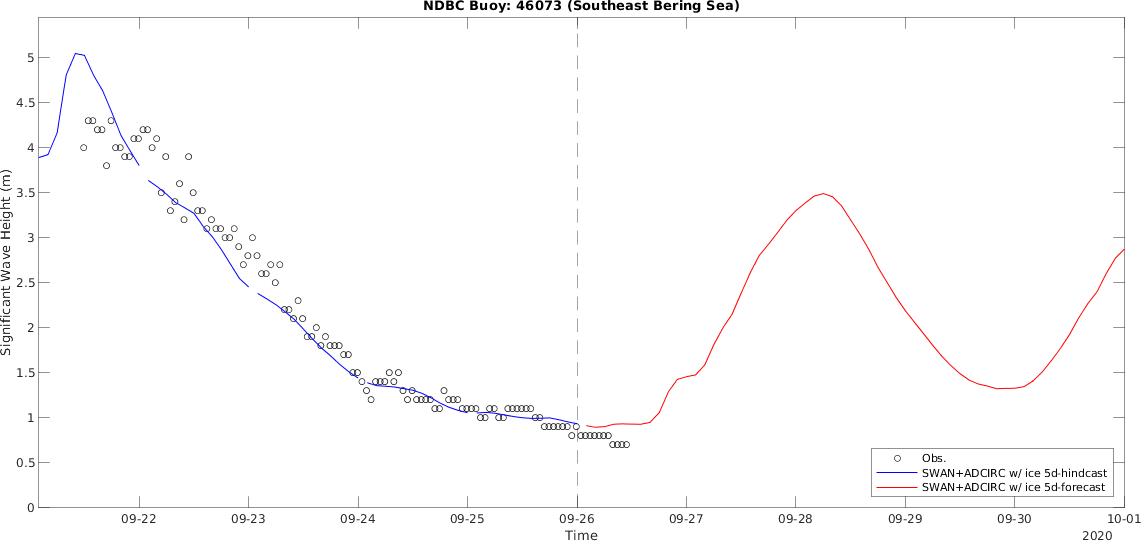 NDBC Buoy: 46073 (Southeast Bering Sea)
Significant Wave Height (m)
5
4.5
4
3.5
3
2.5
2
1.5
1
0.5
0
Obs.
SWAN+ADCIRC w/ ice 5d-hindcast
SWAN+ADCIRC w/ ice 5d-forecast
09-22 09-23 09-24 09-25 09-26 09-27 09-28 09-29 09-30 10-01
Time
2020